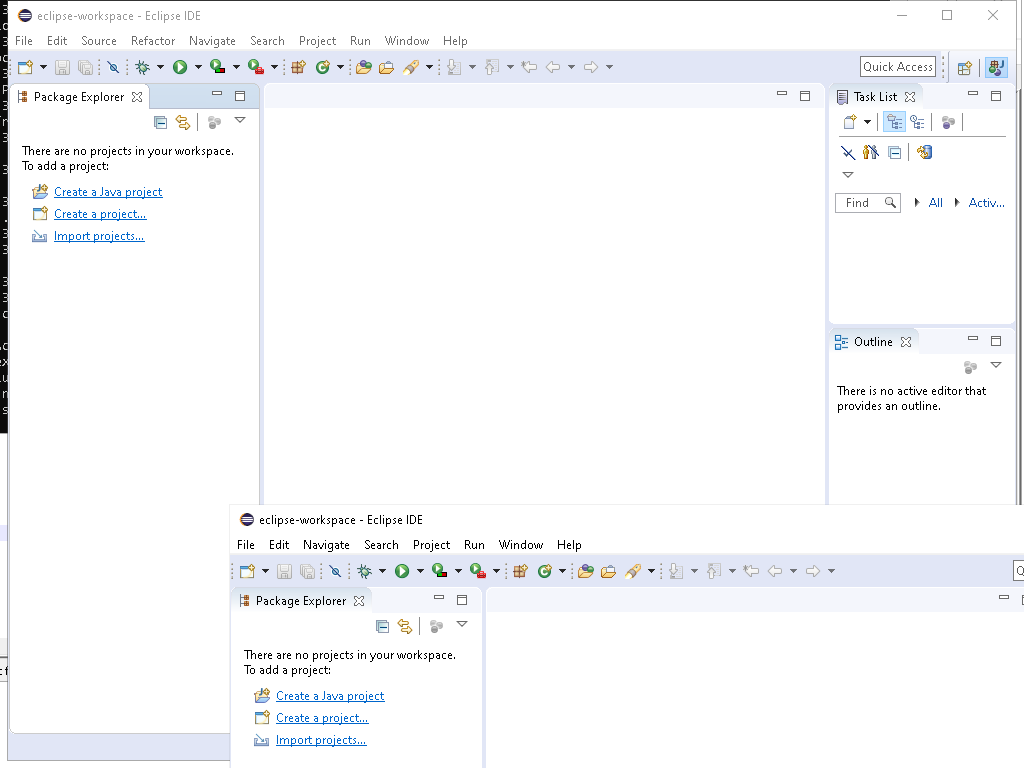 eclipse-workspace - Eclipse IDE
File Edit Source Refactor Navigate Search Project Run Window Help
Quick Access
Package Explorer
There are no projects in your workspace.
To add a project:
Create a Java project
Create a project...
Import projects...
Task List
Find All Activ...
Outline
There is no active editor that
provides an outline.
eclipse-workspace - Eclipse IDE
File Edit Navigate Search Project Run Window Help
Q
Package Explorer
There are no projects in your workspace.
To add a project:
Create a Java project
Create a project...
Import projects...